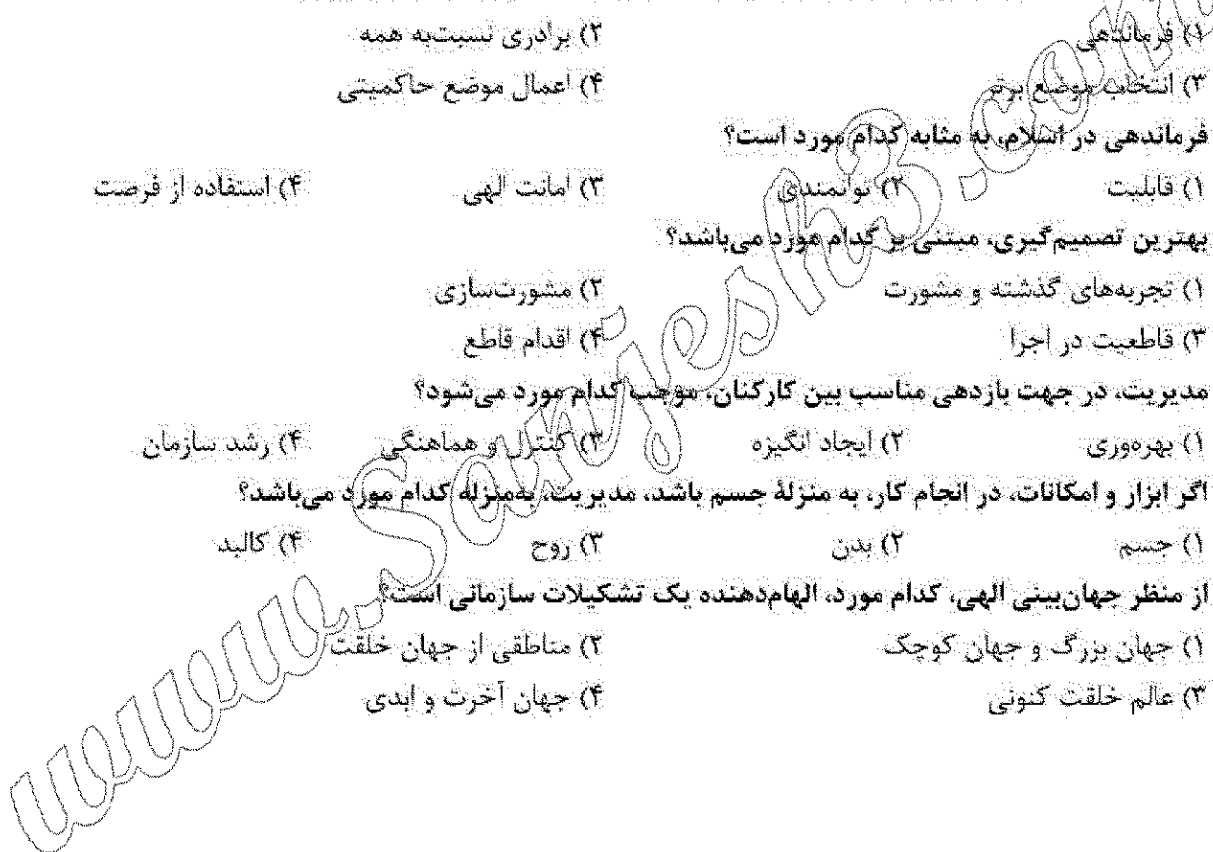 ۱) فرماندهی ۲) برادری نسبت‌به همه
۳) انتخاب موضع برتر ۴) اعمال موضع حاکمیتی
فرماندهی در اسلام، به مثابه کدام مورد است؟
۱) قابلیت ۲) توانمندی ۳) امانت الهی ۴) استفاده از فرصت
بهترین تصمیم‌گیری، مبتنی بر کدام مورد می‌باشد؟
۱) تجربه‌های گذشته و مشورت ۲) مشورت‌سازی
۳) قاطعیت در اجرا ۴) اقدام قاطع
مدیریت، در جهت بازدهی مناسب بین کارکنان، موجب کدام مورد می‌شود؟
۱) بهره‌وری ۲) ایجاد انگیزه ۳) کنترل و هماهنگی ۴) رشد سازمان
اگر ابزار و امکانات، در انجام کار، به منزلهٔ جسم باشد، مدیریت، به‌منزله کدام مورد می‌باشد؟
۱) جسم ۲) بدن ۳) روح ۴) کالبد
از منظر جهان‌بینی الهی، کدام مورد، الهام‌دهنده یک تشکیلات سازمانی است؟
۱) جهان بزرگ و جهان کوچک ۲) مناطقی از جهان خلقت
۳) عالم خلقت کنونی ۴) جهان آخرت و ابدی
www.Sanjesh3.com